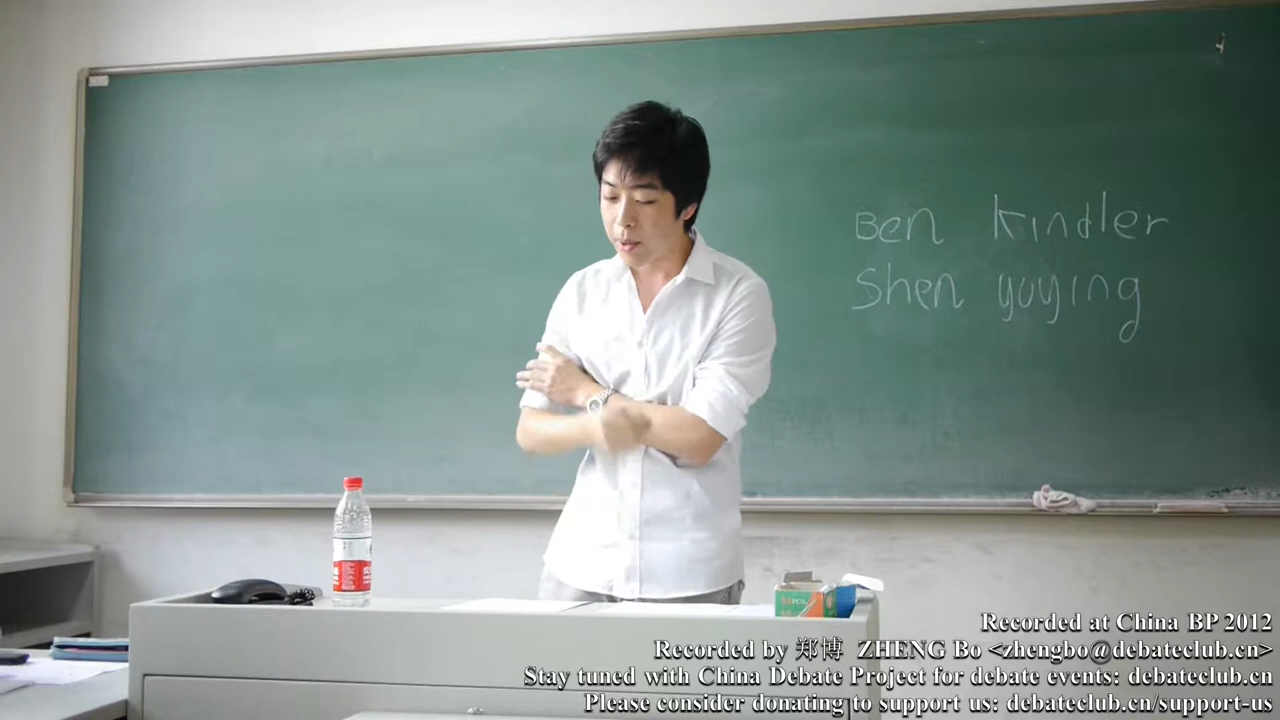 Ben Kindler
Shen yuying
Recorded at China BP 2012
Recorded by 郑博 ZHENG Bo <zhengbo@debateclub.cn>
Stay tuned with China Debate Project for debate events: debateclub.cn
Please consider donating to support us: debateclub.cn/support-us